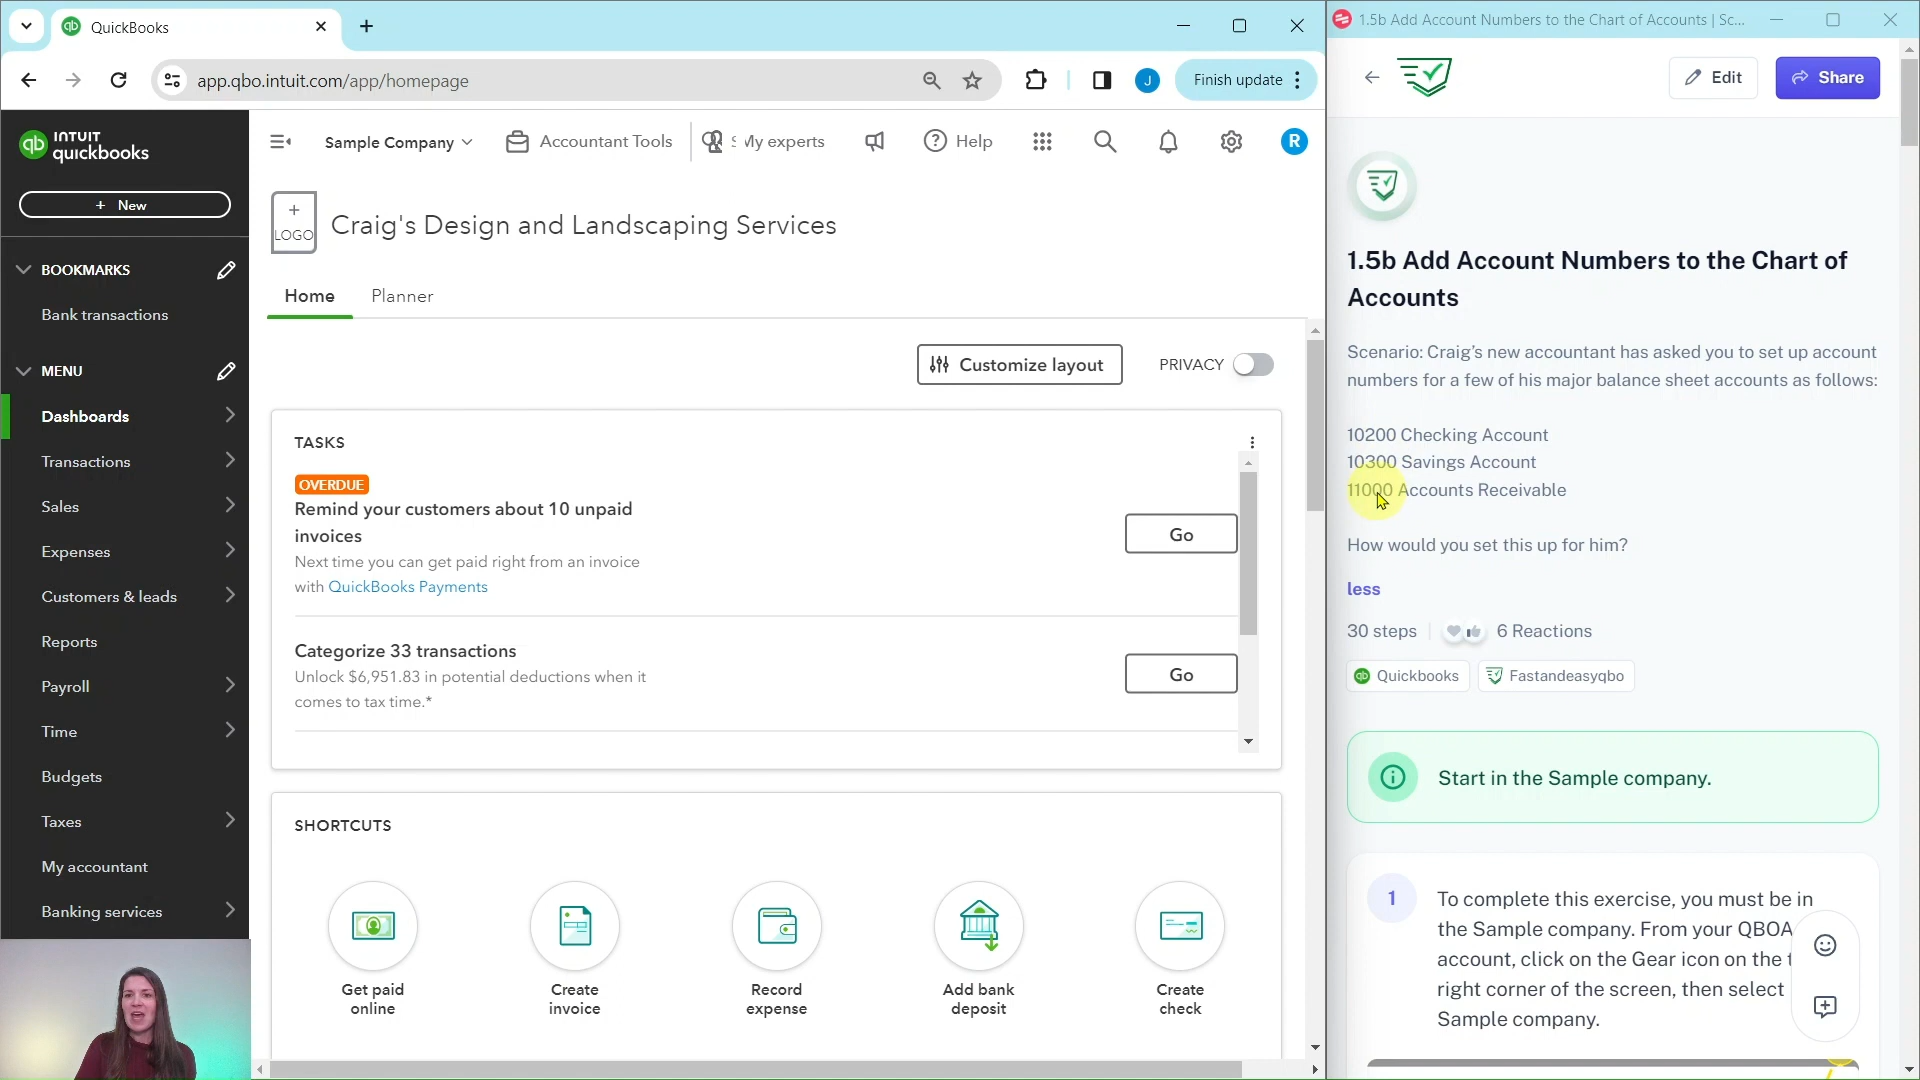 QuickBooks
app.qbo.intuit.com/app/homepage
J
Finish update
INTUIT
quickbooks
+ New
BOOKMARKS
Bank transactions
MENU
Dashboards
Transactions
Sales
Expenses
Customers & leads
Reports
Payroll
Time
Budgets
Taxes
My accountant
Banking services
Sample Company
Accountant Tools
My experts
Help
R
+
LOGO
Craig's Design and Landscaping Services
Home
Planner
Customize layout
PRIVACY
TASKS
OVERDUE
Remind your customers about 10 unpaid
invoices
Next time you can get paid right from an invoice
with QuickBooks Payments
Go
Categorize 33 transactions
Unlock $6,951.83 in potential deductions when it
comes to tax time.*
Go
SHORTCUTS
Get paid
online
Create
invoice
Record
expense
Add bank
deposit
Create
check
1.5b Add Account Numbers to the Chart of Accounts | Sc...
Edit
Share
1.5b Add Account Numbers to the Chart of
Accounts
Scenario: Craig's new accountant has asked you to set up account
numbers for a few of his major balance sheet accounts as follows:
10200 Checking Account
10300 Savings Account
11000 Accounts Receivable
How would you set this up for him?
less
30 steps
6 Reactions
Quickbooks
Fastandeasyqbo
Start in the Sample company.
1
To complete this exercise, you must be in
the Sample company. From your QBOA
account, click on the Gear icon on the
right corner of the screen, then select
Sample company.